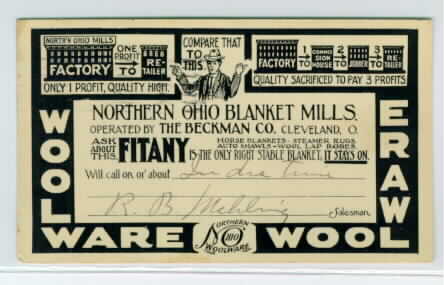 NORTH'N OHIO MILLS
FACTORY
ONE PROFIT TO
RE-TAILER
ONLY 1 PROFIT, QUALITY HIGH.
COMPARE THAT
TO
THIS
FACTORY
1 TO
COMMISSION HOUSE
2 TO
JOBBER
3 TO
RE-TAILER
QUALITY SACRIFICED TO PAY 3 PROFITS
NORTHERN OHIO BLANKET MILLS.
OPERATED BY THE BECKMAN CO. CLEVELAND, O.
ASK ABOUT THIS.
HORSE BLANKETS - STEAMER RUGS.
AUTO SHAWLS - WOOL LAP ROBES.
FITANY IS THE ONLY RIGHT STABLE BLANKET, IT STAYS ON.
Will call on or about
R. B.
Salesman.
WOOL
WARE
NORTHERN
OHIO
WOOLWARE
WOOL
ERAW